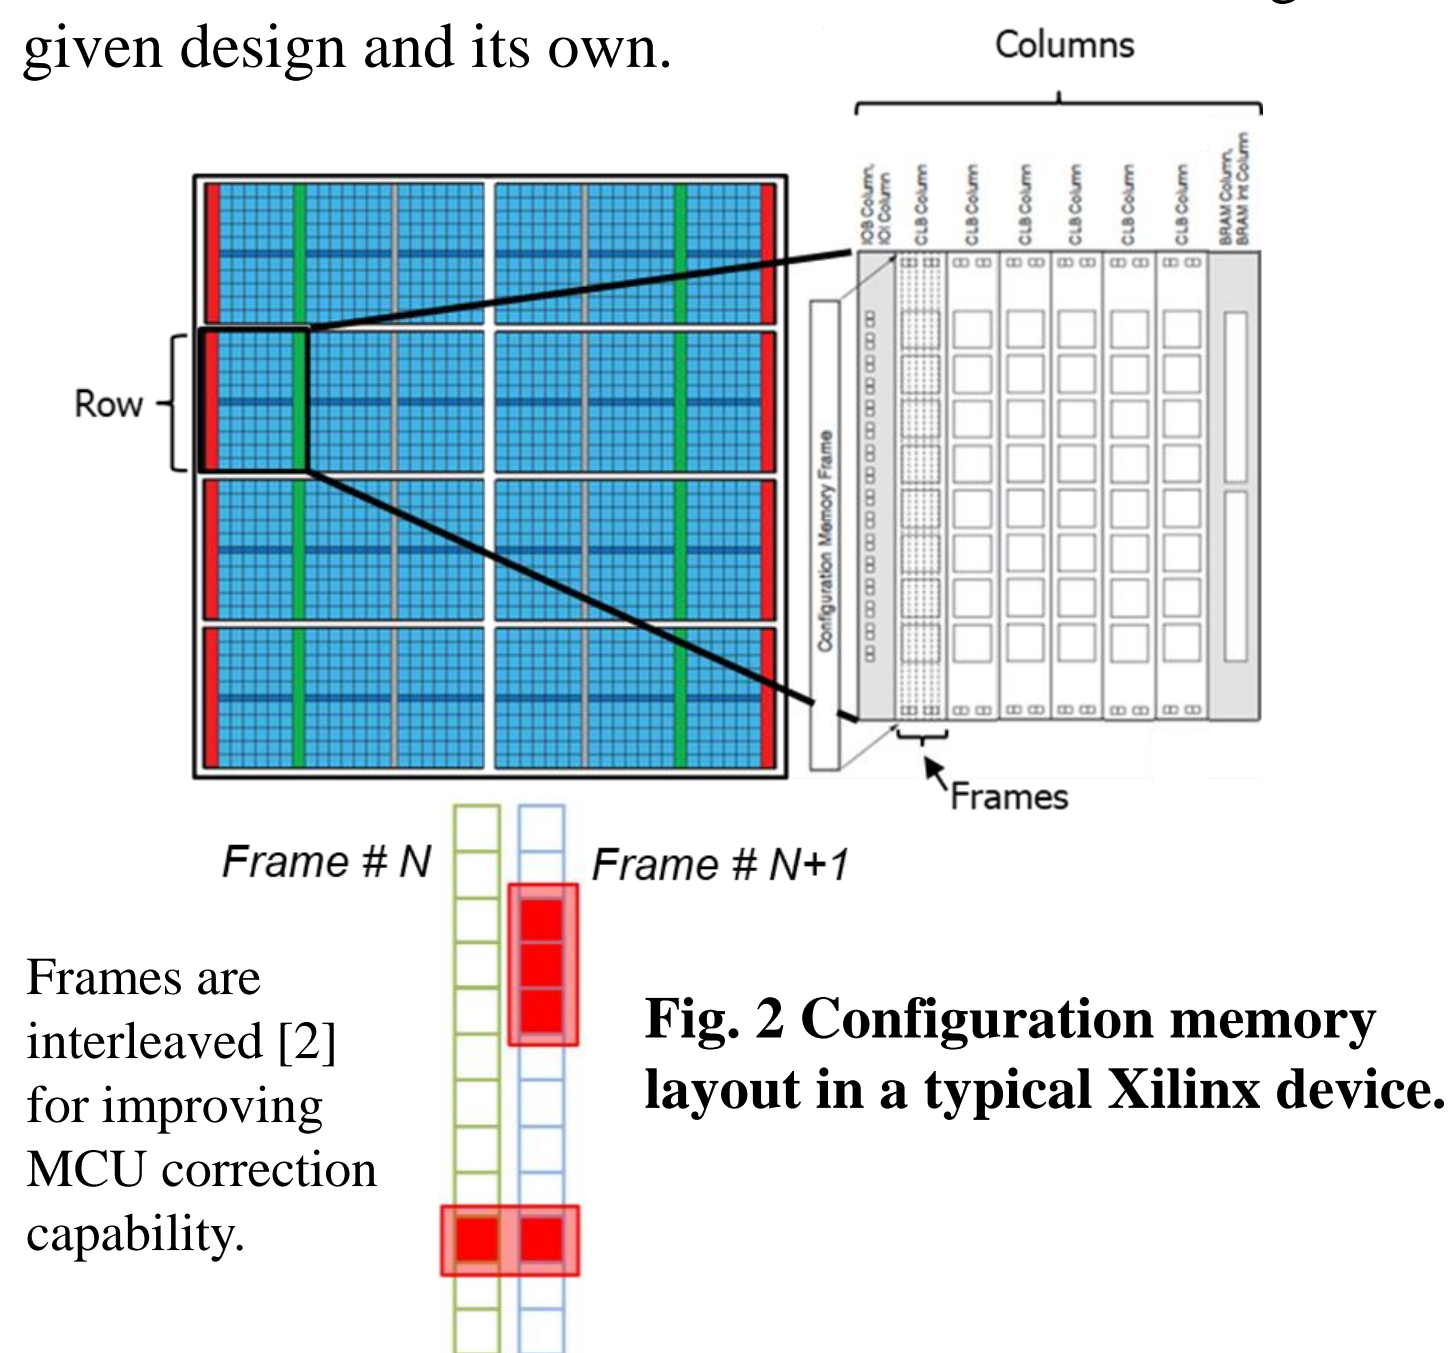 given design and its own.
Columns
IOB Column,
IOI Column
CLB Column
CLB Column
CLB Column
CLB Column
CLB Column
CLB Column
BRAM Column,
BRAM Int Column
Row
Configuration Memory Frame
Frames
Frame # N
Frame # N+1
Frames are
interleaved [2]
for improving
MCU correction
capability.
Fig. 2 Configuration memory
layout in a typical Xilinx device.